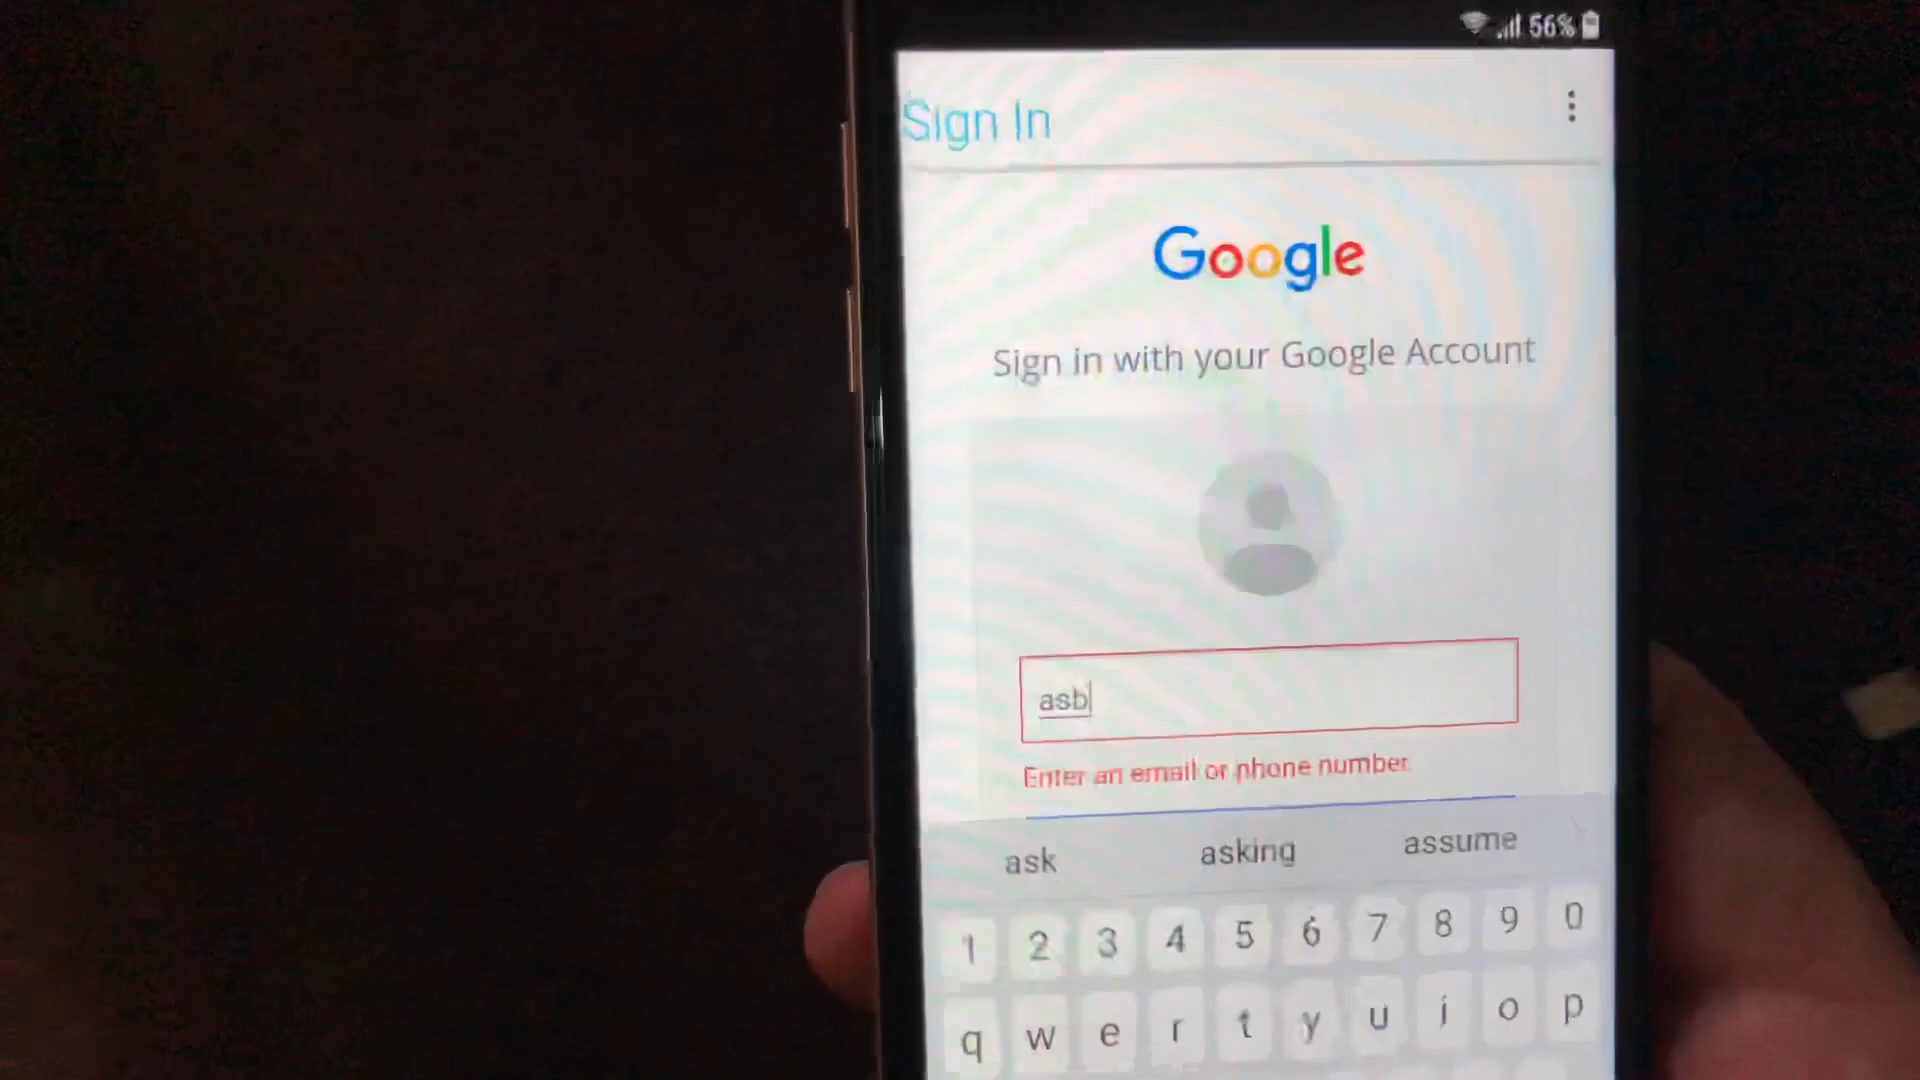 56%
Sign In
Google
Sign in with your Google Account
asb
Enter an email or phone number.
ask asking assume
1 2 3 4 5 6 7 8 9 0
q w e r t y u i o p